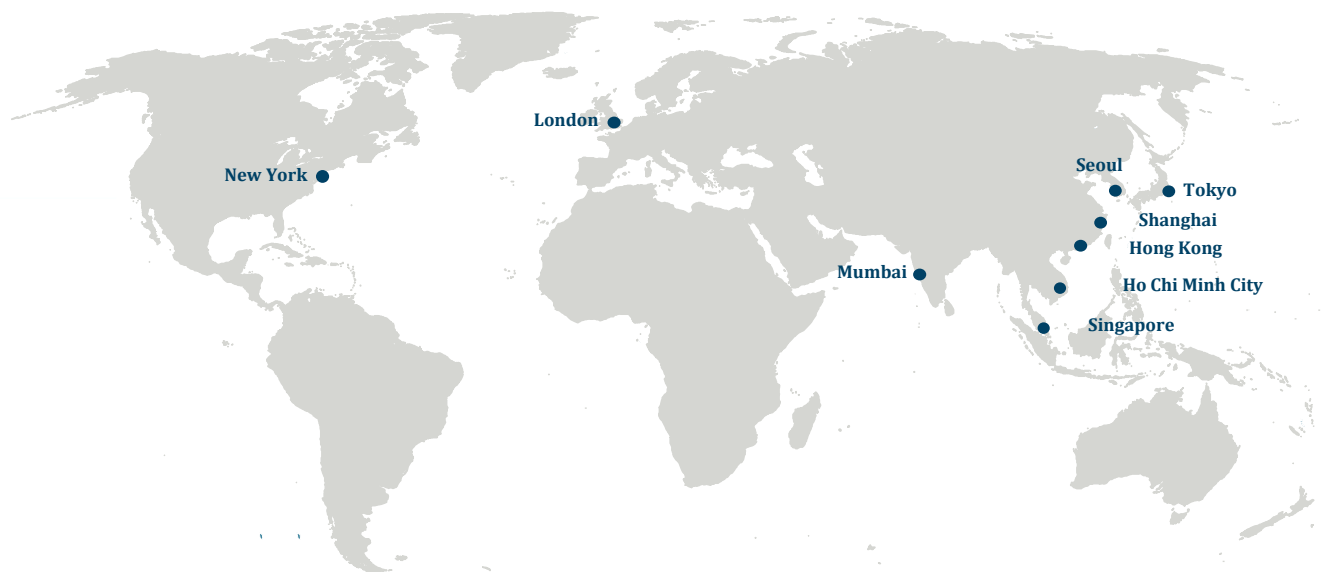 London
Seoul
New York
Tokyo
Shanghai
Hong Kong
Mumbai
Ho Chi Minh City
Singapore